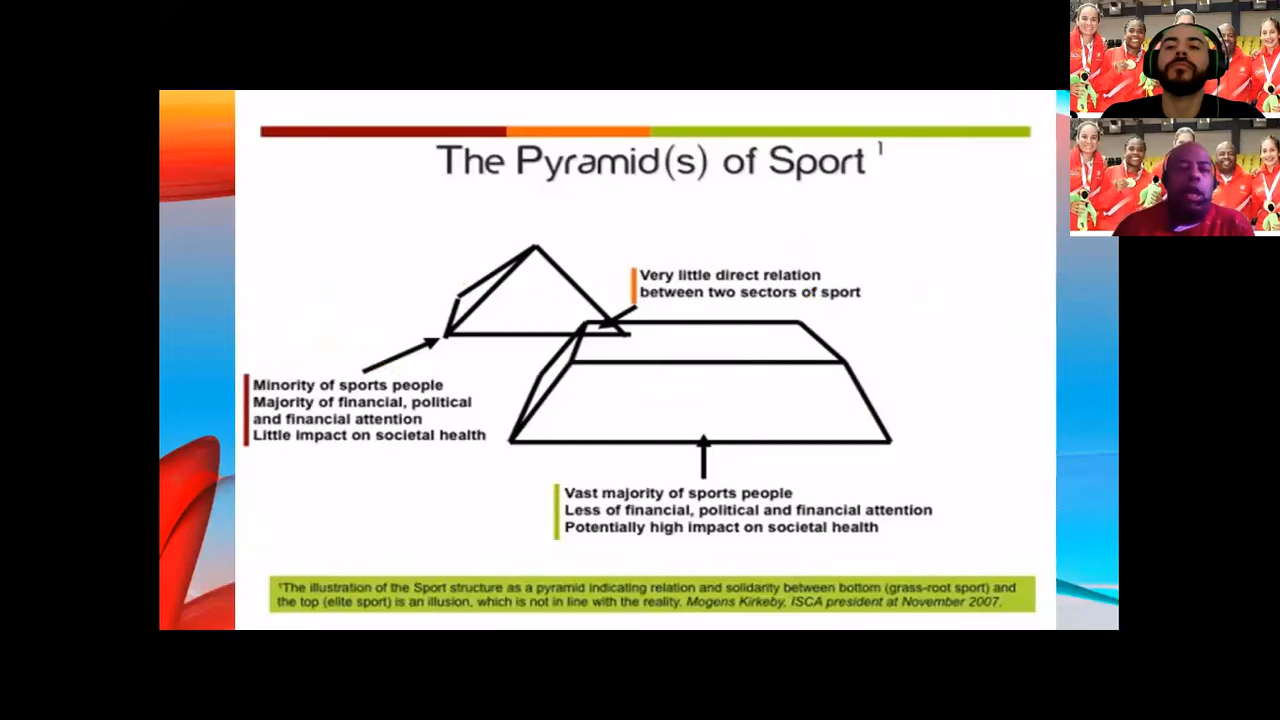 The Pyramid(s) of Sport 1
Very little direct relation
between two sectors of sport
Minority of sports people
Majority of financial, political
and financial attention
Little impact on societal health
Vast majority of sports people
Less of financial, political and financial attention
Potentially high impact on societal health
1The illustration of the Sport structure as a pyramid indicating relation and solidarity between bottom (grass-root sport) and
the top (elite sport) is an illusion, which is not in line with the reality. Mogens Kirkeby, ISCA president at November 2007.